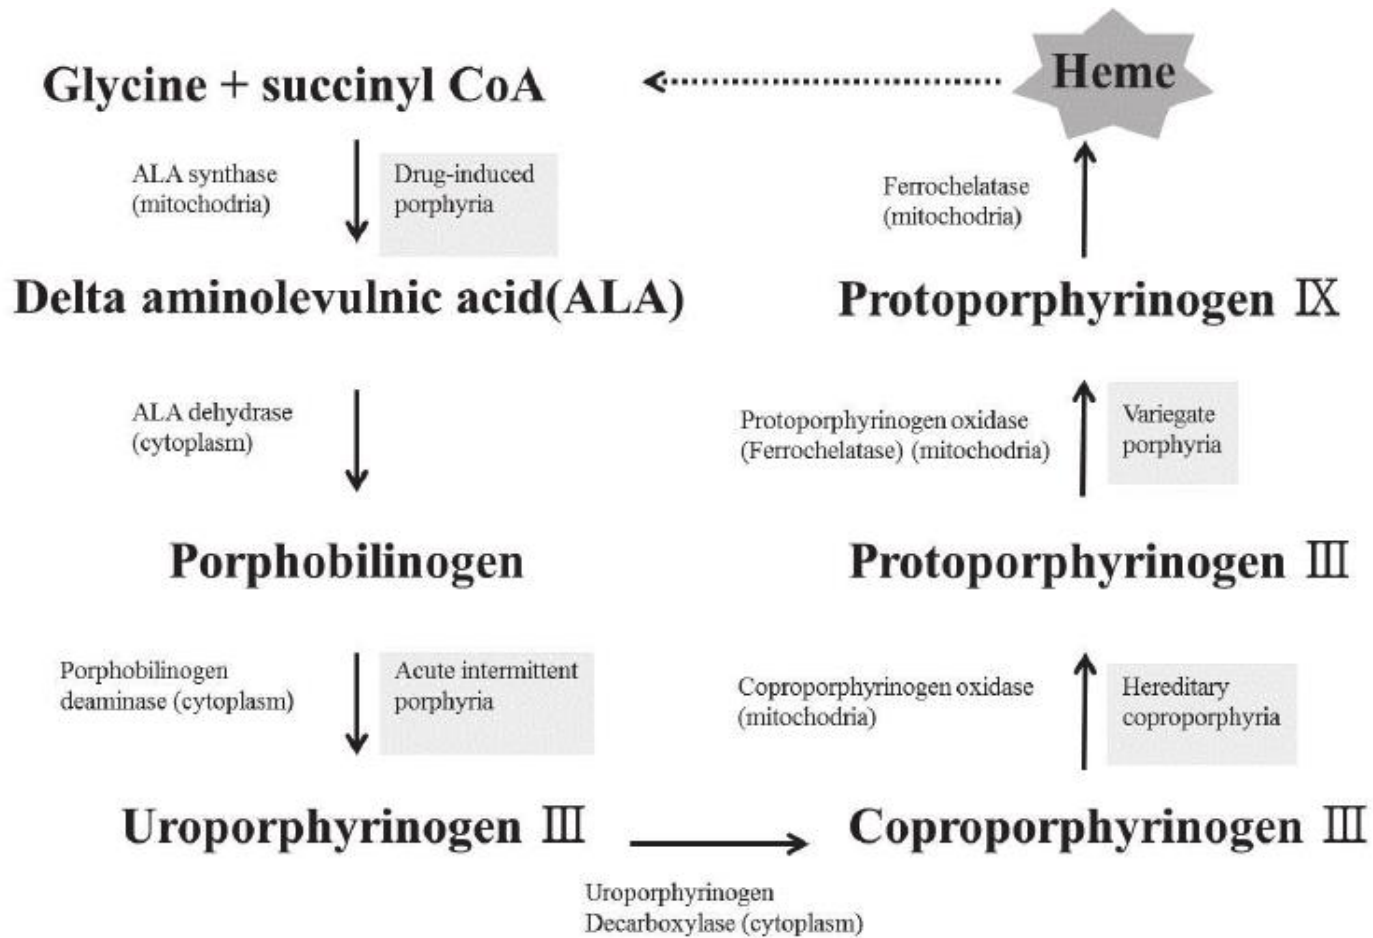 Glycine + succinyl CoA
ALA synthase
(mitochodria)
Drug-induced
porphyria
Delta aminolevulnic acid(ALA)
ALA dehydrase
(cytoplasm)
Porphobilinogen
Porphobilinogen
deaminase (cytoplasm)
Acute intermittent
porphyria
Uroporphyrinogen Ⅲ
Uroporphyrinogen
Decarboxylase (cytoplasm)
Coproporphyrinogen Ⅲ
Coproporphyrinogen oxidase
(mitochodria)
Hereditary
coproporphyria
Protoporphyrinogen Ⅲ
Protoporphyrinogen oxidase
(Ferrochelatase) (mitochodria)
Variegate
porphyria
Protoporphyrinogen Ⅸ
Ferrochelatase
(mitochodria)
Heme